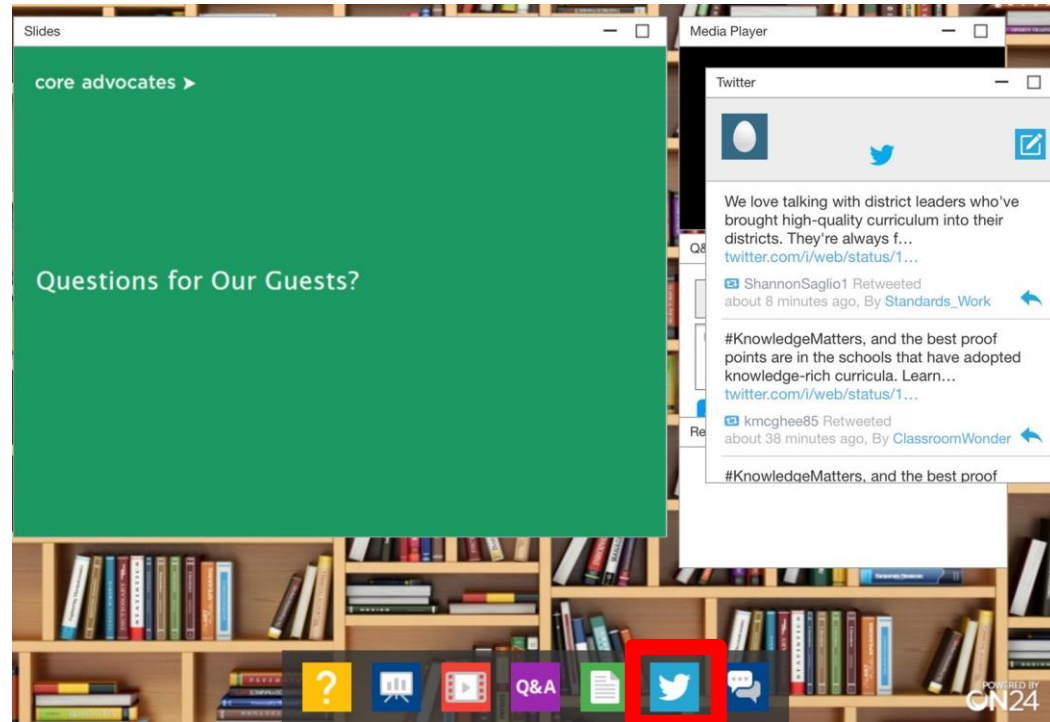 Slides
core advocates
Questions for Our Guests?
Media Player
Twitter
We love talking with district leaders who've
brought high-quality curriculum into their
districts. They're always f...
twitter.com/i/web/status/1...
ShannonSaglio1 Retweeted
about 8 minutes ago, By Standards_Work
#KnowledgeMatters, and the best proof
points are in the schools that have adopted
knowledge-rich curricula. Learn...
twitter.com/i/web/status/1...
kmcghee85 Retweeted
about 38 minutes ago, By ClassroomWonder
#KnowledgeMatters, and the best proof
Q&
Re
STATISTICS
?
Q&A
POWERED BY
ON24